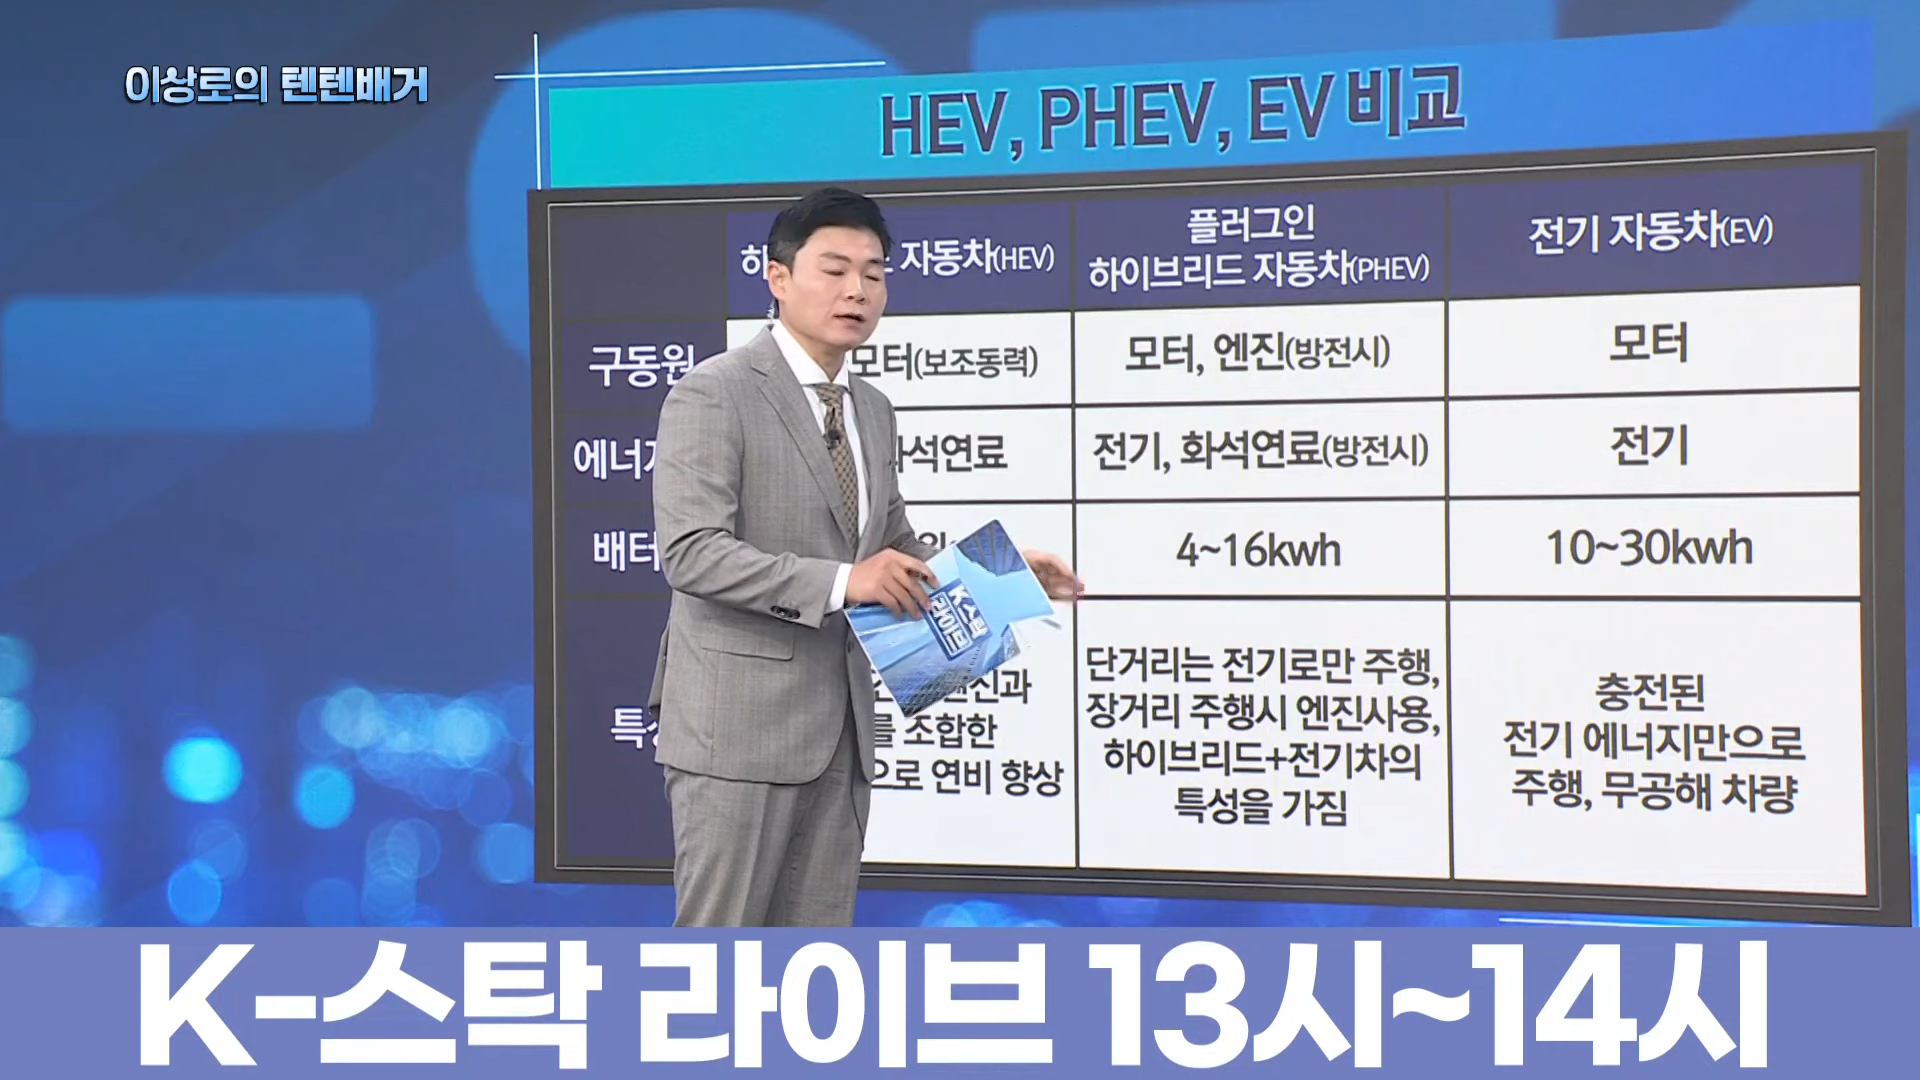 이상로의 텐텐배거
HEV, PHEV, EV 비교
자동차(HEV)
플러그인
하이브리드 자동차(PHEV)
전기 자동차(EV)
구동원
모터(보조동력)
모터, 엔진(방전시)
모터
전기, 화석연료(방전시)
전기
4~16kwh
10~30kwh
조합한
연비 향상
단거리는 전기로만 주행,
장거리 주행시 엔진사용,
하이브리드+전기차의
특성을 가짐
충전된
전기 에너지만으로
주행, 무공해 차량
K-스탁
라이브
K-스탁 라이브 13시~14시